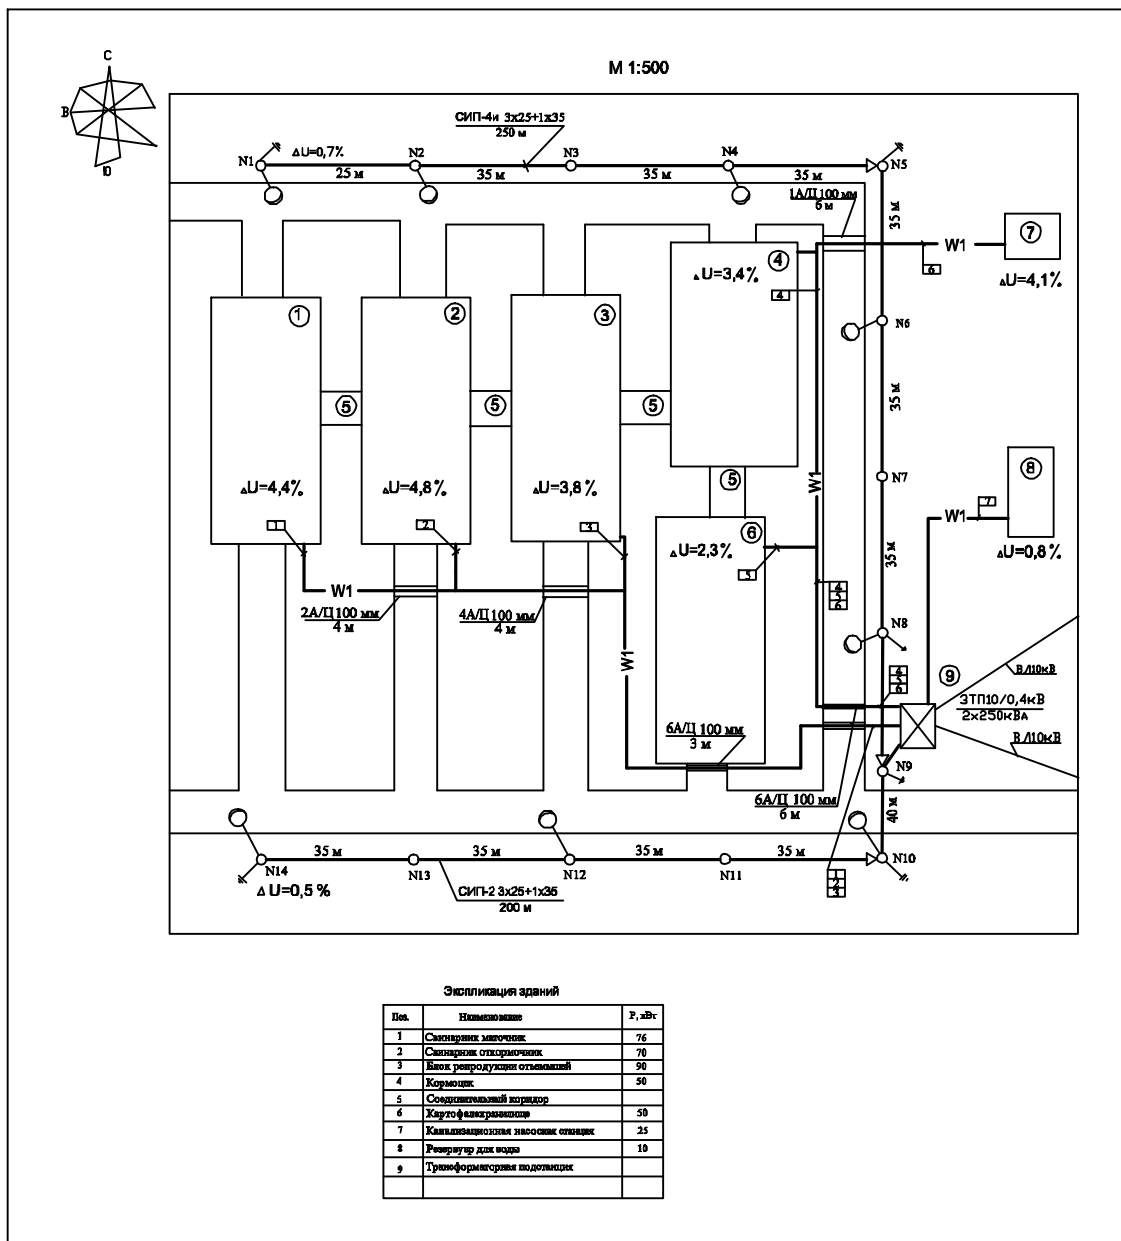 С
В
Ю
М 1:500
СИП-4и 3х25+1х35
250 м
N1
ΔU=0,7%
N2
N3
N4
N5
25 м
35 м
35 м
35 м
1А/Ц 100 мм
6 м
35 м
W1
6
7
ΔU=4,1%
4
ΔU=3,4%
4
1
2
3
N6
35 м
5
5
5
5
8
ΔU=4,4%
ΔU=4,8%
ΔU=3,8%
W1
N7
7
W1
1
2
3
6
ΔU=2,3%
5
35 м
ΔU=0,8%
W1
4
5
6
2А/Ц 100 мм
4 м
4А/Ц 100 мм
4 м
N8
W1
4
5
6
9
ВЛ10кВ
ЗТП10/0,4кВ
2х250кВА
6А/Ц 100 мм
3 м
ВЛ10кВ
N9
6А/Ц 100 мм
6 м
40 м
35 м
35 м
35 м
35 м
N14
N13
N12
N11
N10
1
2
3
ΔU=0,5 %
СИП-2 3х25+1х35
200 м
Экспликация зданий
Поз. Наименование Р, кВт
1 Свинарник маточник 76
2 Свинарник откормочник 70
3 Блок репродукции отъемышей 90
4 Кормоцех 50
5 Соединительный коридор
6 Картофелехранилище 50
7 Канализационная насосная станция 25
8 Резервуар для воды 10
9 Трансформаторная подстанция